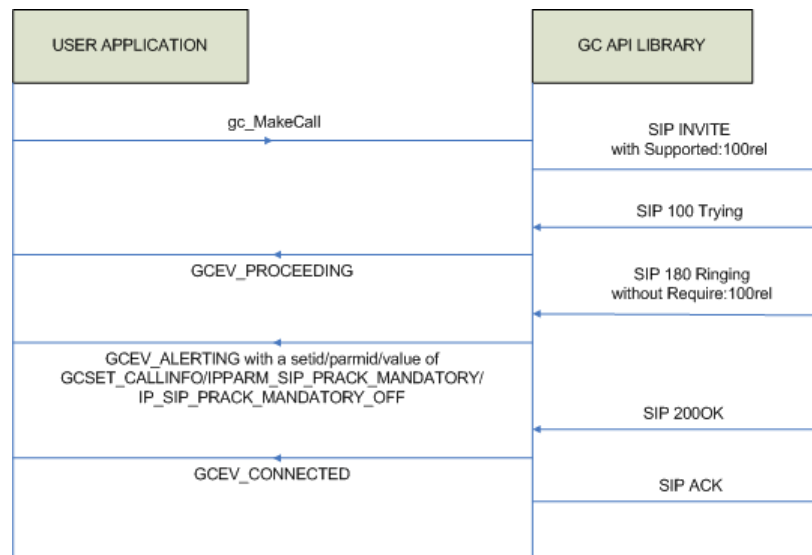 USER APPLICATION
GC API LIBRARY
gc_MakeCall
SIP INVITE
with Supported:100rel
SIP 100 Trying
GCEV_PROCEEDING
SIP 180 Ringing
without Require:100rel
GCEV_ALERTING with a setid/parmid/value of
GCSET_CALLINFO/IPPARM_SIP_PRACK_MANDATORY/
IP_SIP_PRACK_MANDATORY_OFF
SIP 200OK
GCEV_CONNECTED
SIP ACK